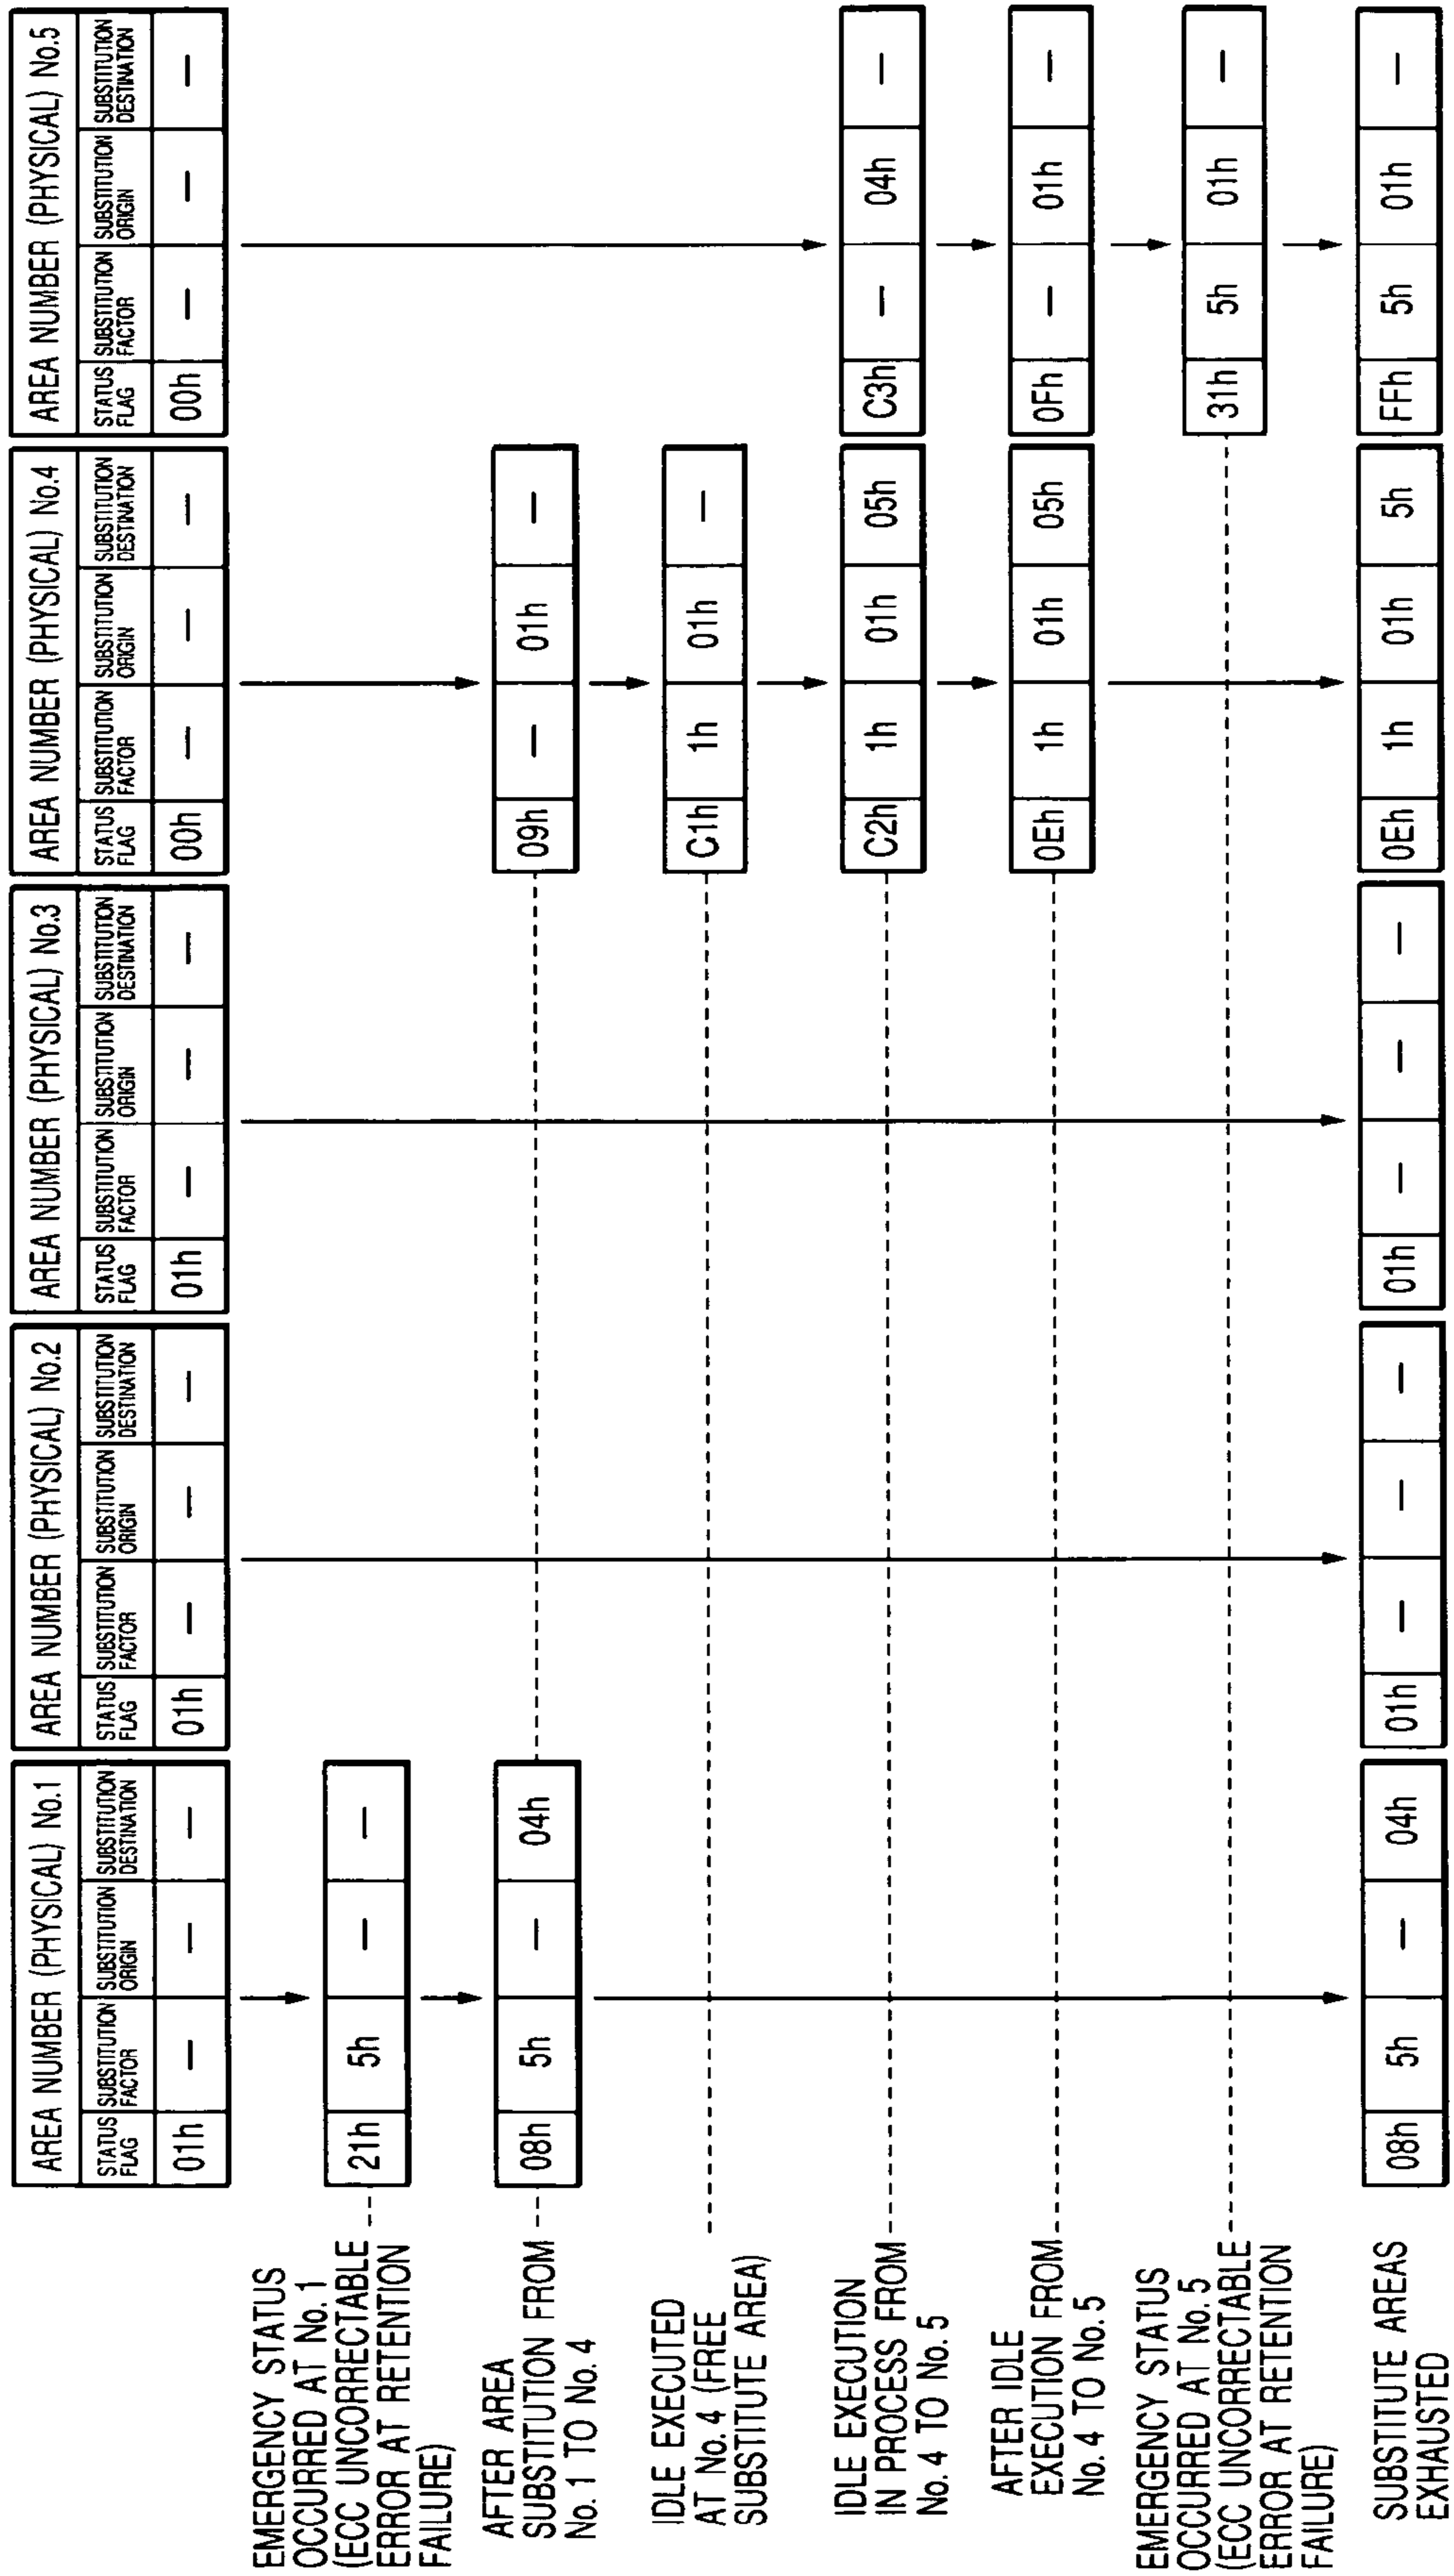 AREA NUMBER (PHYSICAL) No.1
STATUS FLAG SUBSTITUTION FACTOR SUBSTITUTION ORIGIN SUBSTITUTION DESTINATION
01h — — —
AREA NUMBER (PHYSICAL) No.2
STATUS FLAG SUBSTITUTION FACTOR SUBSTITUTION ORIGIN SUBSTITUTION DESTINATION
01h — — —
AREA NUMBER (PHYSICAL) No.3
STATUS FLAG SUBSTITUTION FACTOR SUBSTITUTION ORIGIN SUBSTITUTION DESTINATION
01h — — —
AREA NUMBER (PHYSICAL) No.4
STATUS FLAG SUBSTITUTION FACTOR SUBSTITUTION ORIGIN SUBSTITUTION DESTINATION
00h — — —
AREA NUMBER (PHYSICAL) No.5
STATUS FLAG SUBSTITUTION FACTOR SUBSTITUTION ORIGIN SUBSTITUTION DESTINATION
00h — — —
EMERGENCY STATUS
OCCURRED AT No. 1
(ECC UNCORRECTABLE
ERROR AT RETENTION
FAILURE)
21h 5h — —
AFTER AREA
SUBSTITUTION FROM
No. 1 TO No. 4
08h 5h — 04h
09h — 01h —
IDLE EXECUTED
AT No. 4 (FREE
SUBSTITUTE AREA)
C1h 1h 01h —
IDLE EXECUTION
IN PROCESS FROM
No. 4 TO No. 5
C2h 1h 01h 05h
C3h — 04h —
AFTER IDLE
EXECUTION FROM
No. 4 TO No. 5
0Eh 1h 01h 05h
0Fh — 01h —
EMERGENCY STATUS
OCCURRED AT No. 5
(ECC UNCORRECTABLE
ERROR AT RETENTION
FAILURE)
31h 5h 01h —
SUBSTITUTE AREAS
EXHAUSTED
08h 5h — 04h
01h — — —
01h — — —
0Eh 1h 01h 5h
FFh 5h 01h —